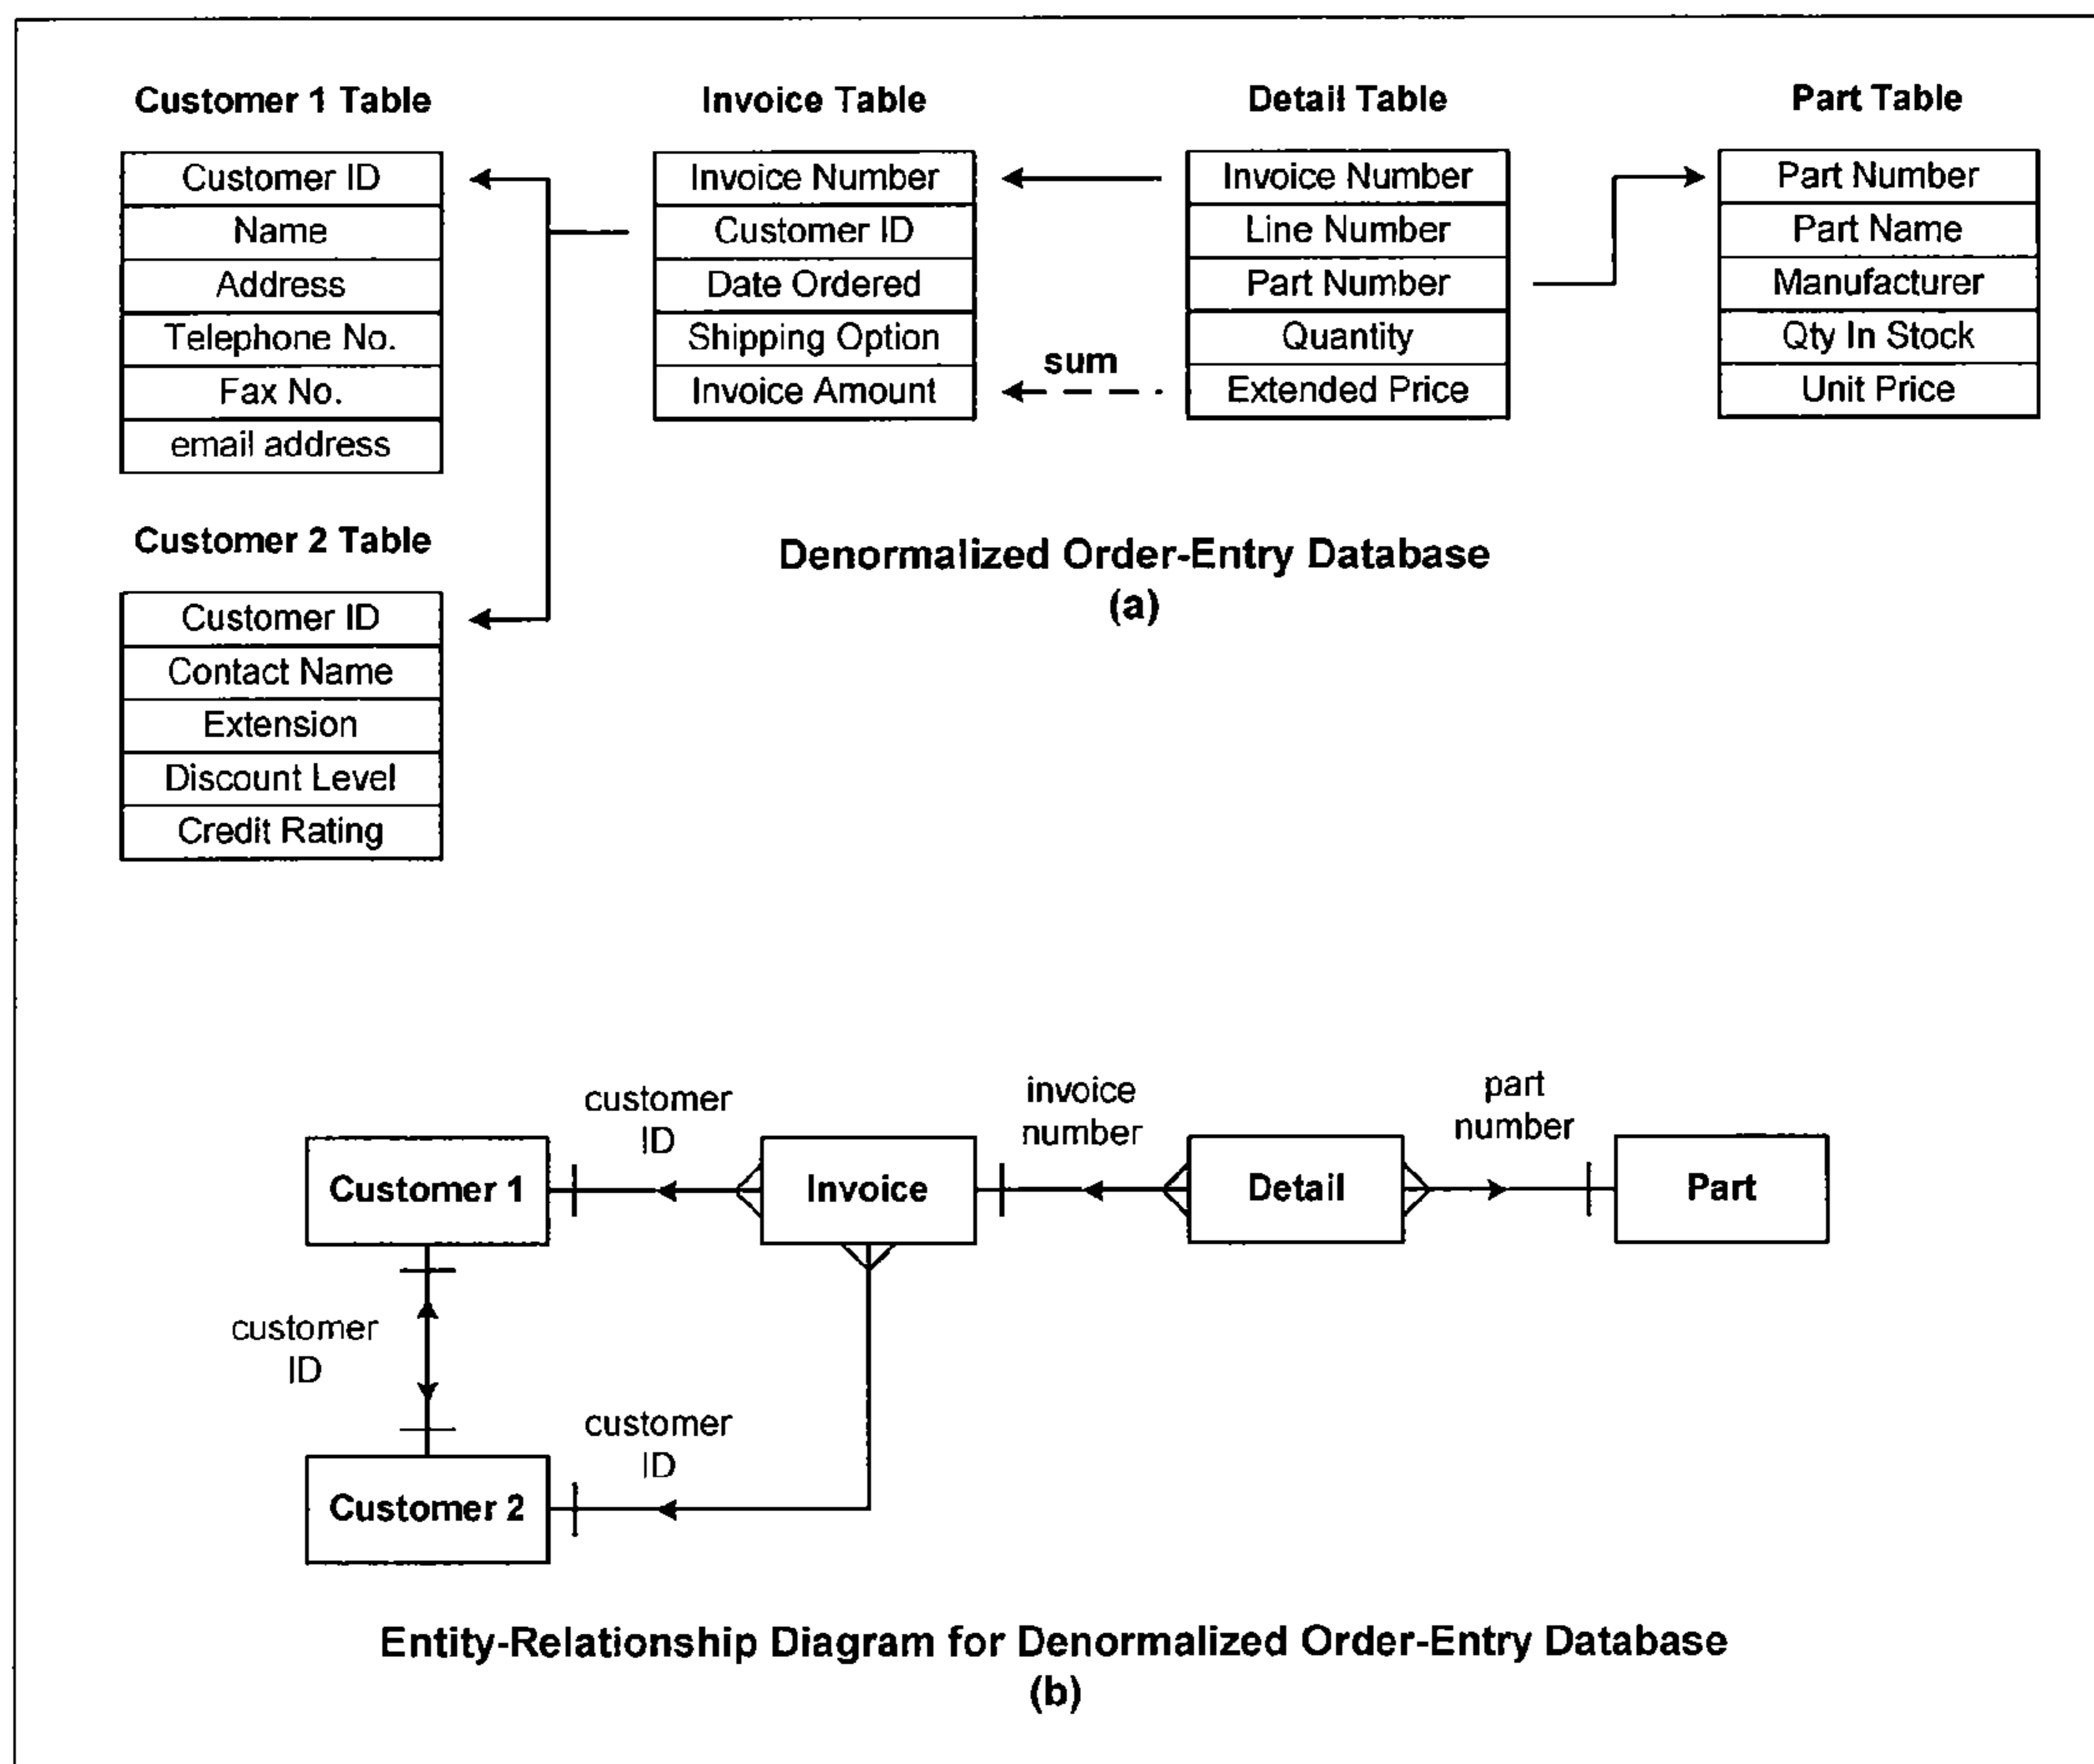 Customer 1 Table
Customer ID
Name
Address
Telephone No.
Fax No.
email address
Invoice Table
Invoice Number
Customer ID
Date Ordered
Shipping Option
Invoice Amount
sum
Detail Table
Invoice Number
Line Number
Part Number
Quantity
Extended Price
Part Table
Part Number
Part Name
Manufacturer
Qty In Stock
Unit Price
Customer 2 Table
Customer ID
Contact Name
Extension
Discount Level
Credit Rating
Denormalized Order-Entry Database
(a)
customer
ID
invoice
number
part
number
Customer 1
Invoice
Detail
Part
customer
ID
customer
ID
Customer 2
Entity-Relationship Diagram for Denormalized Order-Entry Database
(b)